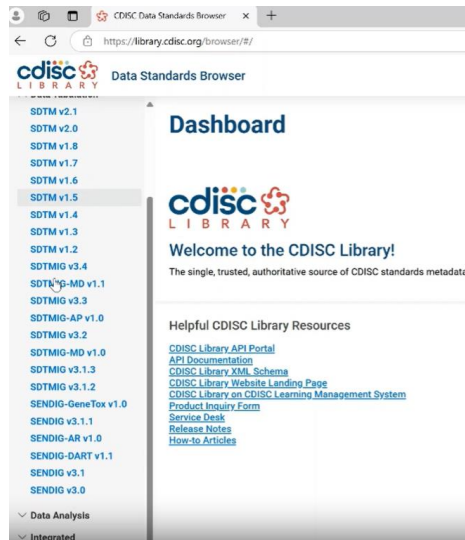 CDISC Data Standards Browser
https://library.cdisc.org/browser/#/
cdisc
LIBRARY
Data Standards Browser
Data Tabulation
SDTM v2.1
SDTM v2.0
SDTM v1.8
SDTM v1.7
SDTM v1.6
SDTM v1.5
SDTM v1.4
SDTM v1.3
SDTM v1.2
SDTMIG v3.4
SDTMIG-MD v1.1
SDTMIG v3.3
SDTMIG-AP v1.0
SDTMIG v3.2
SDTMIG-MD v1.0
SDTMIG v3.1.3
SDTMIG v3.1.2
SENDIG-GeneTox v1.0
SENDIG v3.1.1
SENDIG-AR v1.0
SENDIG-DART v1.1
SENDIG v3.1
SENDIG v3.0
Data Analysis
Integrated
Dashboard
cdisc
LIBRARY
Welcome to the CDISC Library!
The single, trusted, authoritative source of CDISC standards metadata
Helpful CDISC Library Resources
CDISC Library API Portal
API Documentation
CDISC Library XML Schema
CDISC Library Website Landing Page
CDISC Library on CDISC Learning Management System
Product Inquiry Form
Service Desk
Release Notes
How-to Articles